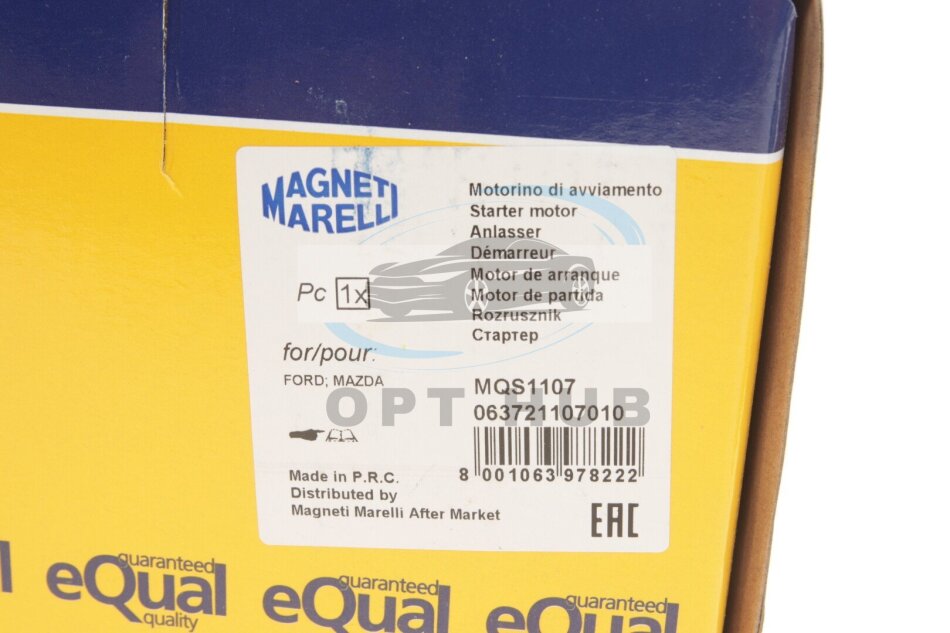 MAGNETI
MARELLI
Motorino di avviamento
Starter motor
Anlasser
Démarreur
Motor de arranque
Motor de partida
Rozrusznik
Стартер
Pc 1x
for/pour:
FORD; MAZDA
MQS1107
063721107010
OPT HUB
8 001063 978222
Made in P.R.C.
Distributed by
Magneti Marelli After Market
EAC
guaranteed
eQual
quality
guaranteed
eQual
guaranteed
eQual